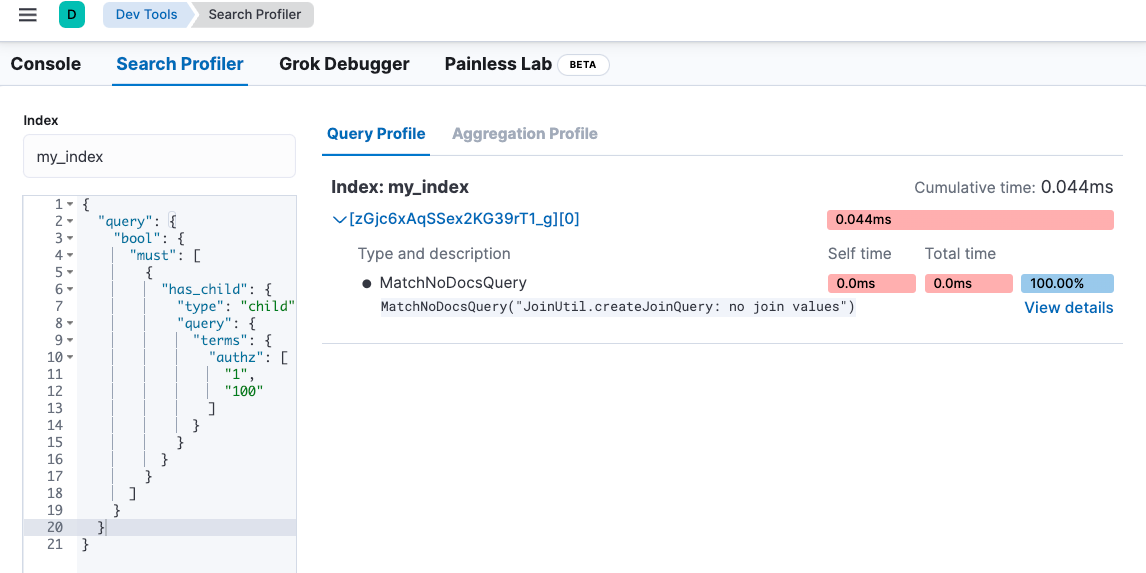 D Dev Tools Search Profiler
Console Search Profiler Grok Debugger Painless Lab BETA
Index
my_index
1 {
2 "query": {
3 "bool": {
4 "must": [
5 {
6 "has_child": {
7 "type": "child"
8 "query": {
9 "terms": {
10 "authz": [
11 "1",
12 "100"
13 ]
14 }
15 }
16 }
17 }
18 ]
19 }
20 }
21 }
Query Profile Aggregation Profile
Index: my_index Cumulative time: 0.044ms
[zGjc6xAqSSex2KG39rT1_g][0] 0.044ms
Type and description Self time Total time
MatchNoDocsQuery 0.0ms 0.0ms 100.00%
MatchNoDocsQuery("JoinUtil.createJoinQuery: no join values") View details